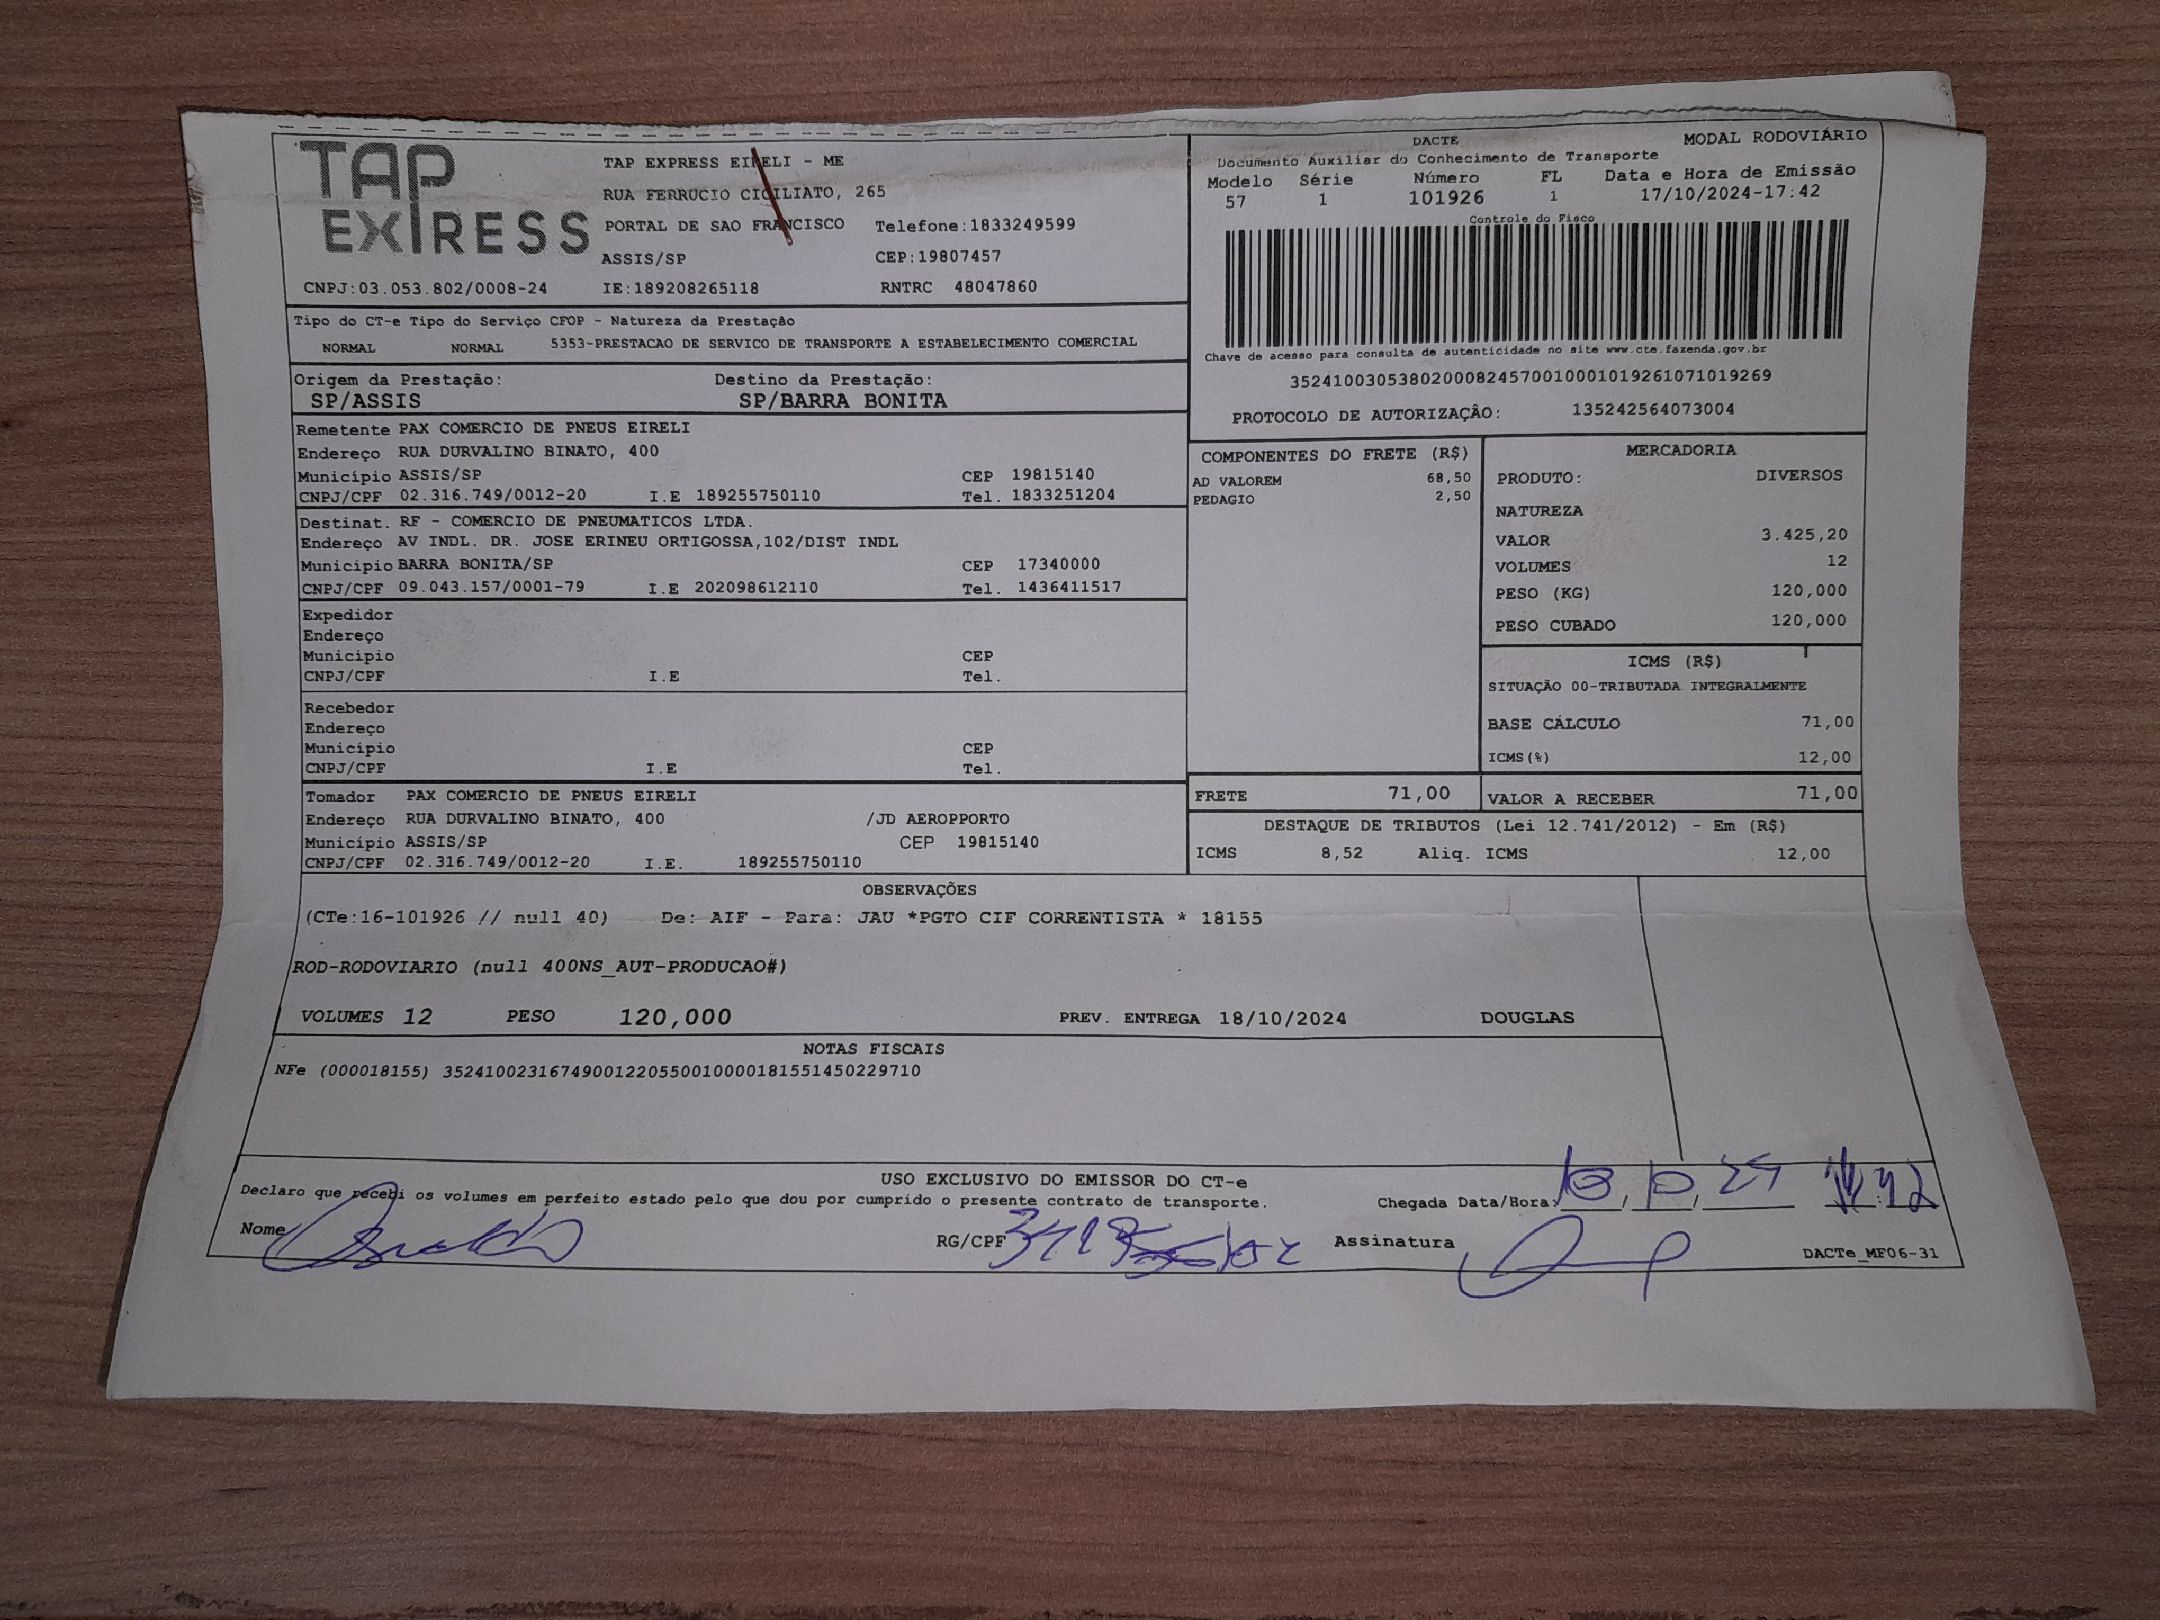 TAP
EXPRESS
TAP EXPRESS EIRELI - ME
RUA FERRUCIO CICILIATO, 265
PORTAL DE SAO FRANCISCO Telefone:1833249599
ASSIS/SP CEP:19807457
CNPJ:03.053.802/0008-24 IE:189208265118 RNTRC 48047860
DACTE MODAL RODOVIÁRIO
Documento Auxiliar do Conhecimento de Transporte
Modelo Série Número FL Data e Hora de Emissão
57 1 101926 1 17/10/2024-17:42
Controle do Fisco
Chave de acesso para consulta de autenticidade no site www.cte.fazenda.gov.br
35241003053802000824570010001019261071019269
PROTOCOLO DE AUTORIZAÇÂO: 135242564073004
Tipo do CT-e Tipo do Serviço CFOP - Natureza da Prestação
NORMAL NORMAL 5353-PRESTACAO DE SERVICO DE TRANSPORTE A ESTABELECIMENTO COMERCIAL
Origem da Prestação: Destino da Prestação:
SP/ASSIS SP/BARRA BONITA
Remetente PAX COMERCIO DE PNEUS EIRELI
Endereço RUA DURVALINO BINATO, 400
Município ASSIS/SP CEP 19815140
CNPJ/CPF 02.316.749/0012-20 I.E 189255750110 Tel. 1833251204
Destinat. RF - COMERCIO DE PNEUMATICOS LTDA.
Endereço AV INDL. DR. JOSE ERINEU ORTIGOSSA,102/DIST INDL
Município BARRA BONITA/SP CEP 17340000
CNPJ/CPF 09.043.157/0001-79 I.E 202098612110 Tel. 1436411517
Expedidor
Endereço
Município CEP
CNPJ/CPF I.E Tel.
Recebedor
Endereço
Município CEP
CNPJ/CPF I.E Tel.
Tomador PAX COMERCIO DE PNEUS EIRELI
Endereço RUA DURVALINO BINATO, 400 /JD AEROPPORTO
Município ASSIS/SP CEP 19815140
CNPJ/CPF 02.316.749/0012-20 I.E. 189255750110
COMPONENTES DO FRETE (R$)
AD VALOREM 68,50
PEDAGIO 2,50
MERCADORIA
PRODUTO: DIVERSOS
NATUREZA
VALOR 3.425,20
VOLUMES 12
PESO (KG) 120,000
PESO CUBADO 120,000
ICMS (R$)
SITUAÇÃO 00-TRIBUTADA INTEGRALMENTE
BASE CÁLCULO 71,00
ICMS(%) 12,00
FRETE 71,00 VALOR A RECEBER 71,00
DESTAQUE DE TRIBUTOS (Lei 12.741/2012) - Em (R$)
ICMS 8,52 Aliq. ICMS 12,00
OBSERVAÇÕES
(CTe:16-101926 // null 40) De: AIF - Para: JAU *PGTO CIF CORRENTISTA * 18155
ROD-RODOVIARIO (null 400NS_AUT-PRODUCAO#)
VOLUMES 12 PESO 120,000 PREV. ENTREGA 18/10/2024 DOUGLAS
NOTAS FISCAIS
NFe (000018155) 35241002316749001220550010000181551450229710
USO EXCLUSIVO DO EMISSOR DO CT-e
Declaro que recebi os volumes em perfeito estado pelo que dou por cumprido o presente contrato de transporte. Chegada Data/Hora:
Nome RG/CPF Assinatura DACTe_MF06-31